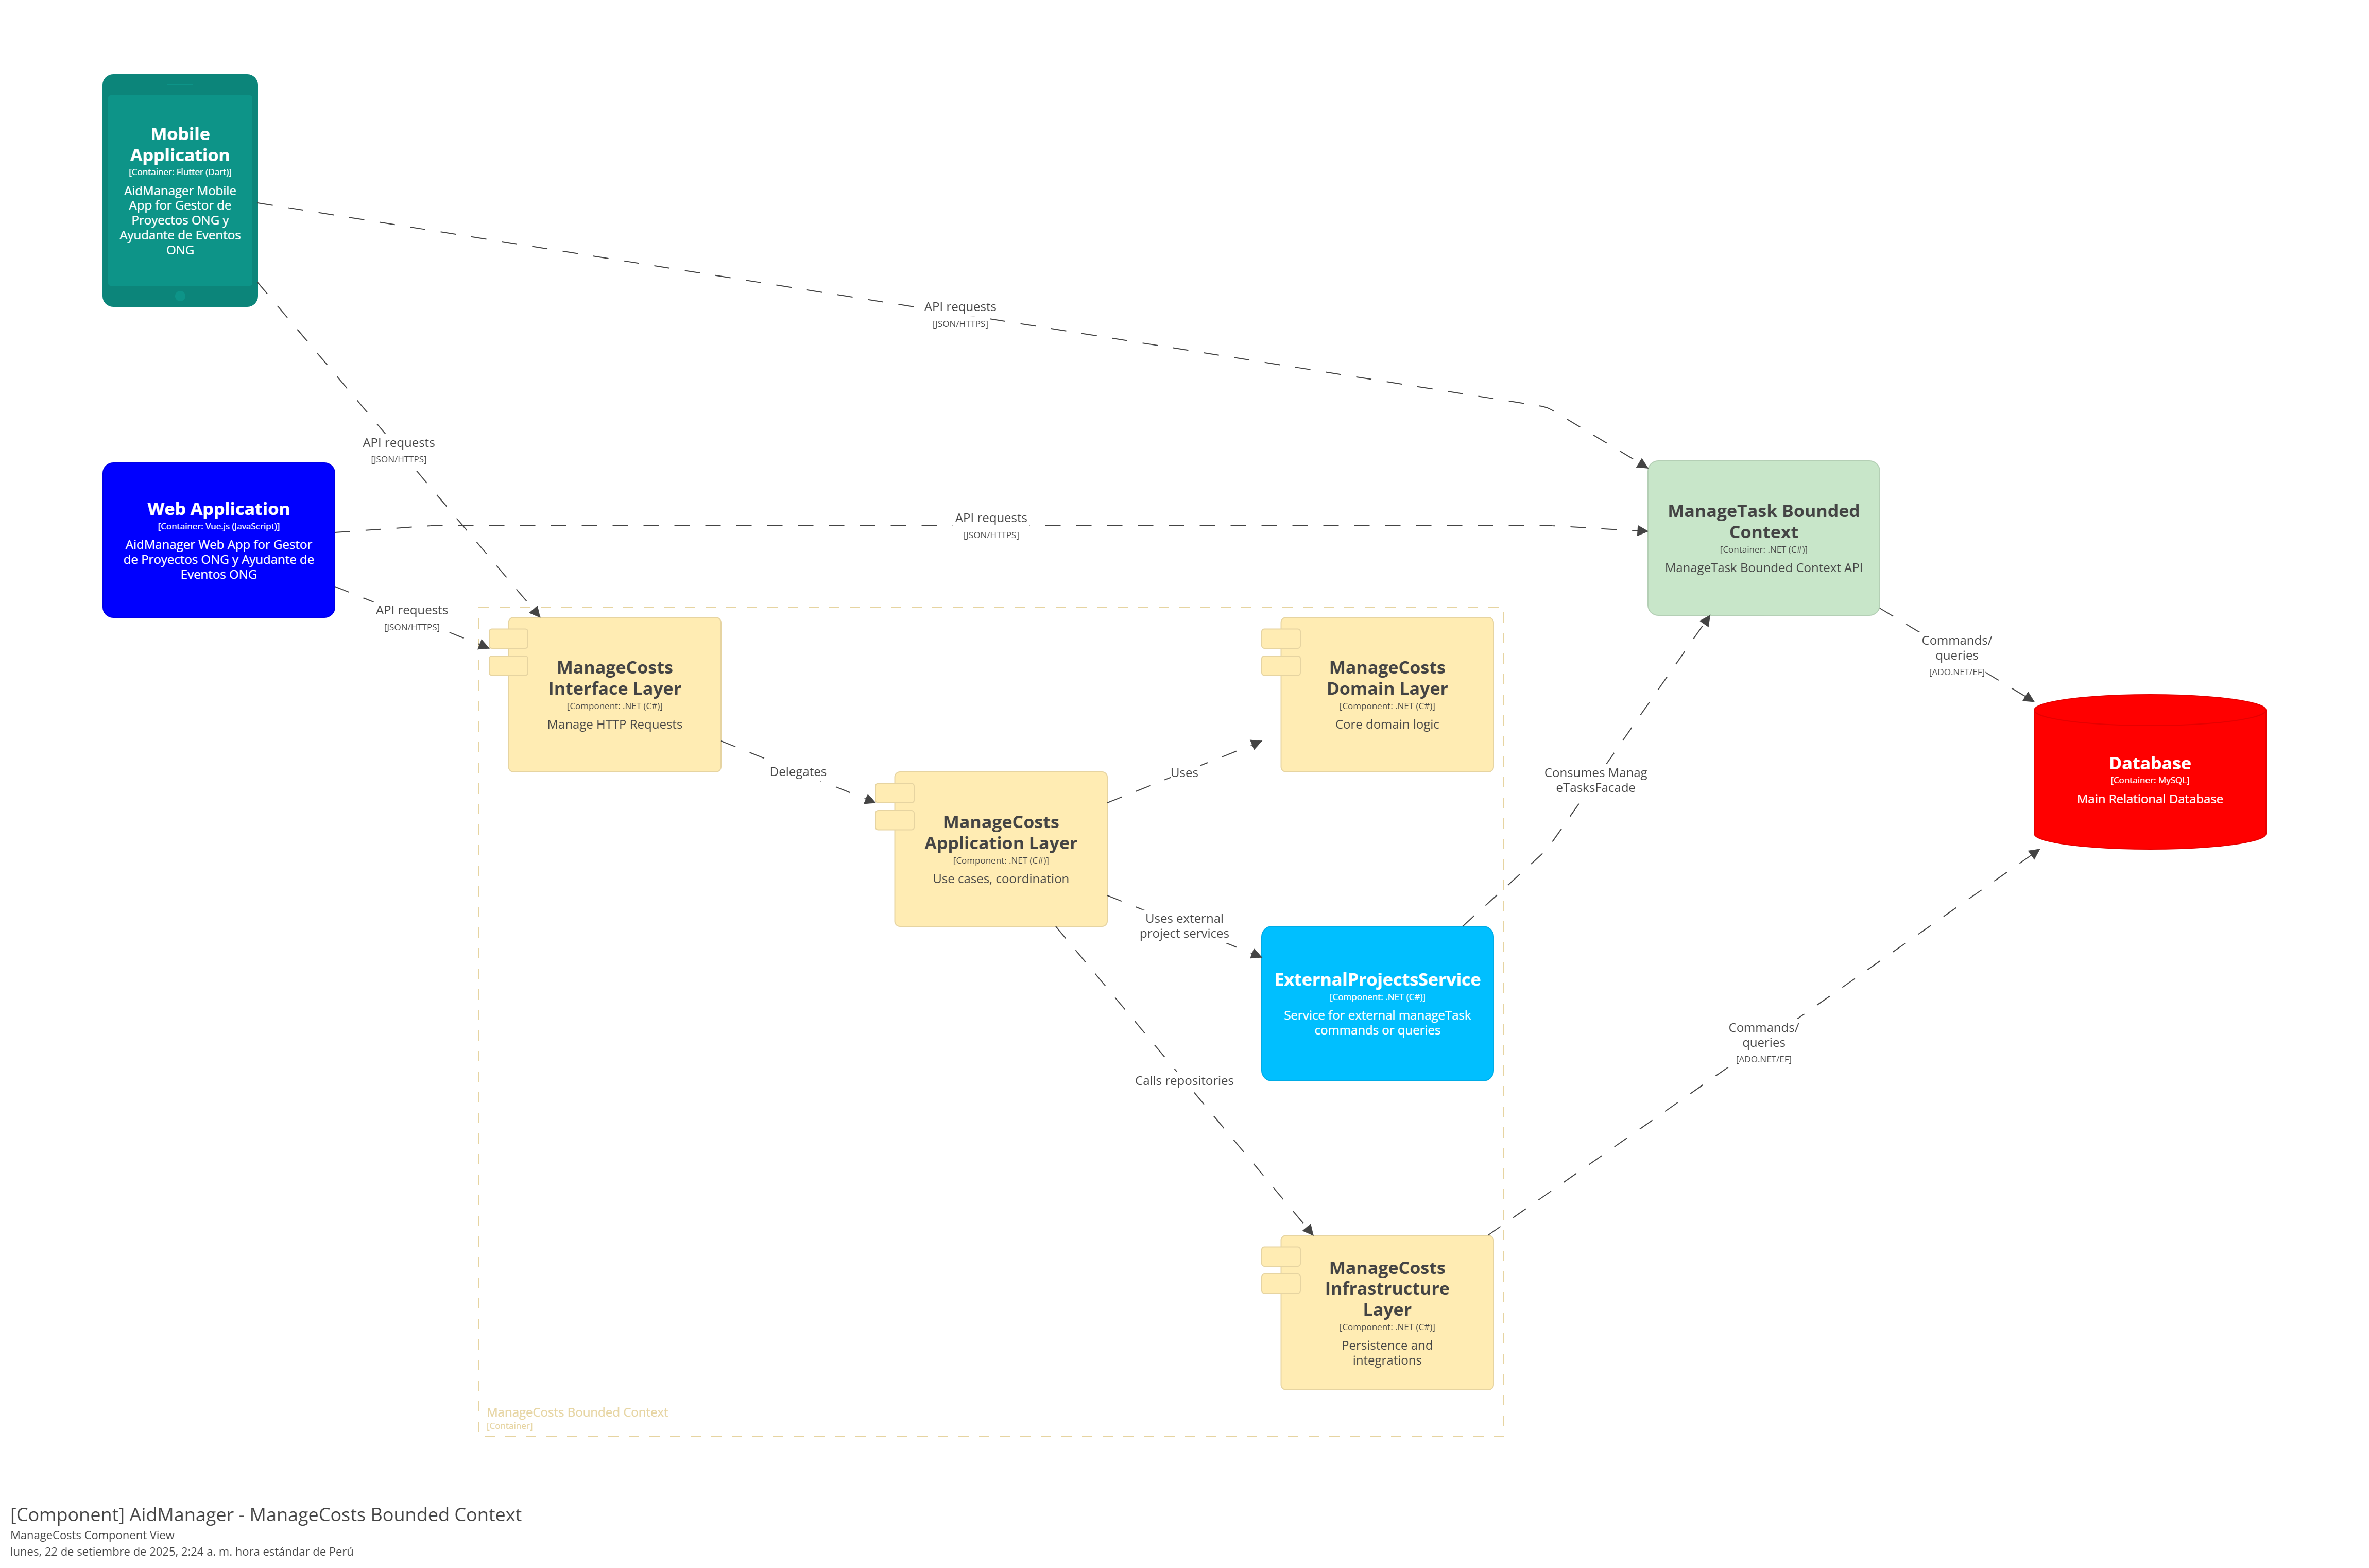 Mobile
Application
[Container: Flutter (Dart)]
AidManager Mobile
App for Gestor de
Proyectos ONG y
Ayudante de Eventos
ONG
API requests
[JSON/HTTPS]
API requests
[JSON/HTTPS]
Web Application
[Container: Vue.js (JavaScript)]
AidManager Web App for Gestor
de Proyectos ONG y Ayudante de
Eventos ONG
API requests
[JSON/HTTPS]
API requests
[JSON/HTTPS]
ManageTask Bounded
Context
[Container: .NET (C#)]
ManageTask Bounded Context API
Commands/
queries
[ADO.NET/EF]
ManageCosts
Interface Layer
[Component: .NET (C#)]
Manage HTTP Requests
ManageCosts
Domain Layer
[Component: .NET (C#)]
Core domain logic
Delegates
Uses
Consumes Manag
eTasksFacade
Database
[Container: MySQL]
Main Relational Database
ManageCosts
Application Layer
[Component: .NET (C#)]
Use cases, coordination
Uses external
project services
ExternalProjectsService
[Component: .NET (C#)]
Service for external manageTask
commands or queries
Calls repositories
Commands/
queries
[ADO.NET/EF]
ManageCosts
Infrastructure
Layer
[Component: .NET (C#)]
Persistence and
integrations
ManageCosts Bounded Context
[Container]
[Component] AidManager - ManageCosts Bounded Context
ManageCosts Component View
lunes, 22 de setiembre de 2025, 2:24 a. m. hora estándar de Perú